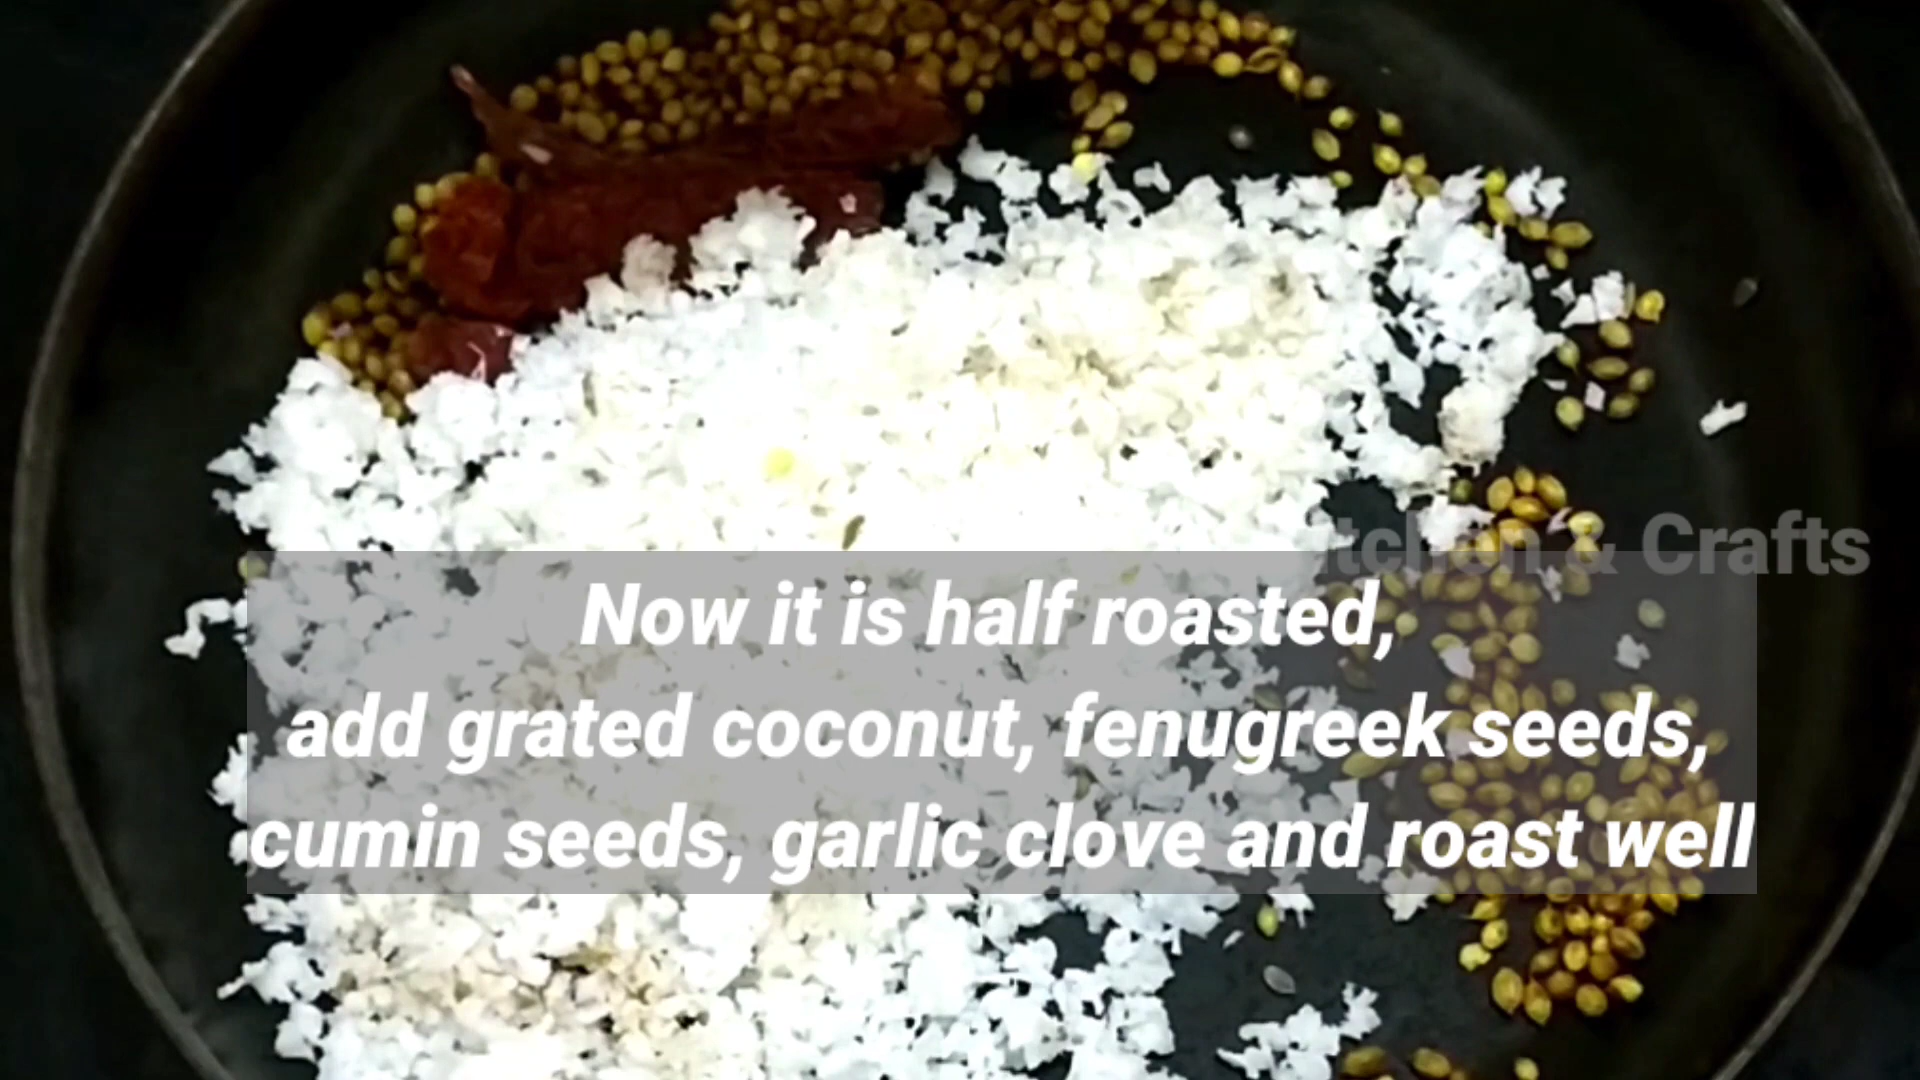 & Crafts
Now it is half roasted,
add grated coconut, fenugreek seeds,
cumin seeds, garlic clove and roast well